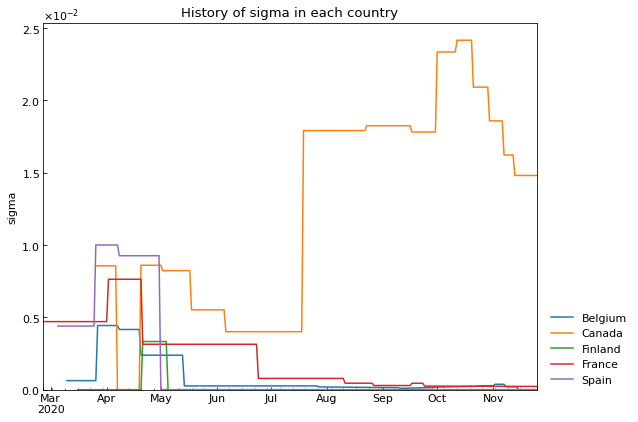 History of sigma in each country
×10⁻²
2.5
2.0
1.5
1.0
0.5
0.0
sigma
Mar Apr May Jun Jul Aug Sep Oct Nov
2020
Belgium
Canada
Finland
France
Spain